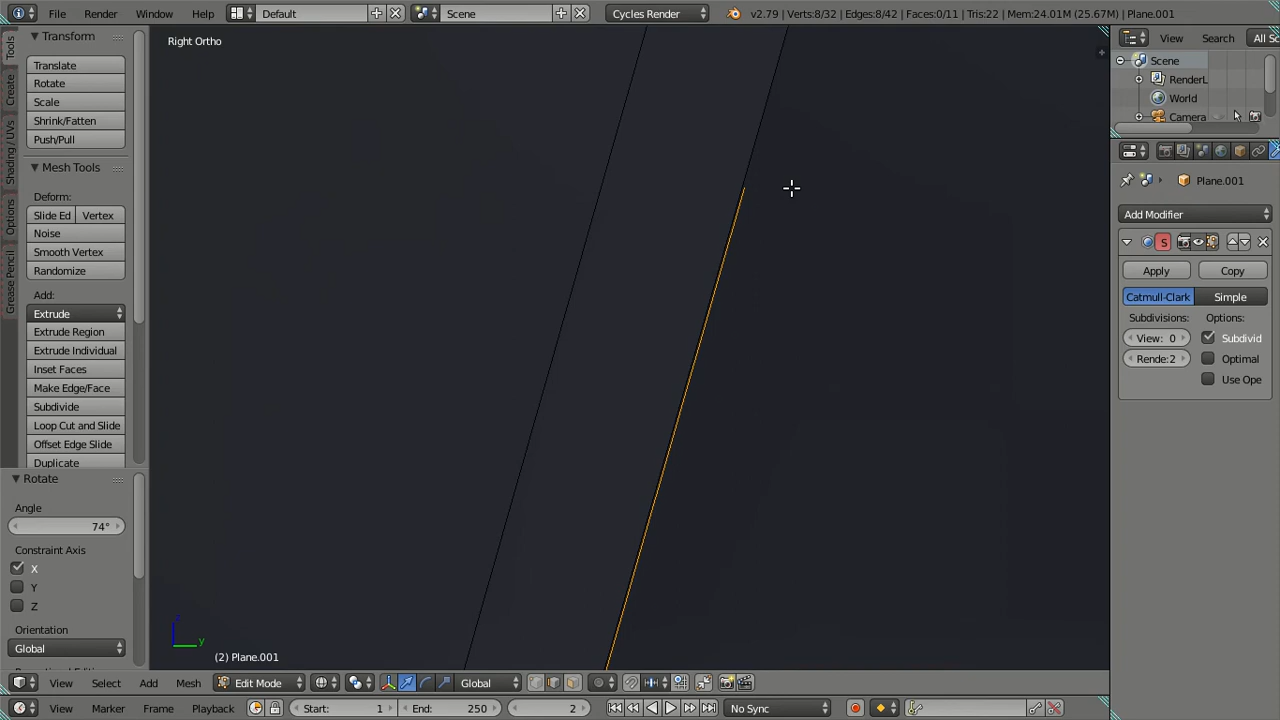 File Render Window Help Default Scene Cycles Render v2.79 | Verts:8/32 | Edges:8/42 | Faces:0/11 | Tris:22 | Mem:24.01M (25.67M) | Plane.001
Transform
Translate
Rotate
Scale
Shrink/Fatten
Push/Pull
Mesh Tools
Deform:
Slide Ed Vertex
Noise
Smooth Vertex
Randomize
Add:
Extrude
Extrude Region
Extrude Individual
Inset Faces
Make Edge/Face
Subdivide
Loop Cut and Slide
Offset Edge Slide
Duplicate
Tools
Create
Shading / UVs
Options
Grease Pencil
Rotate
Angle
74°
Constraint Axis
X
Y
Z
Orientation
Global
Right Ortho
z
y
(2) Plane.001
View Search All Sc
Scene
RenderL
World
Camera
Plane.001
Add Modifier
S
Apply Copy
Catmull-Clark Simple
Subdivisions: Options:
View: 0 Subdivid
Rende:2 Optimal
Use Ope
View Select Add Mesh Edit Mode Global
View Marker Frame Playback Start: 1 End: 250 2 No Sync